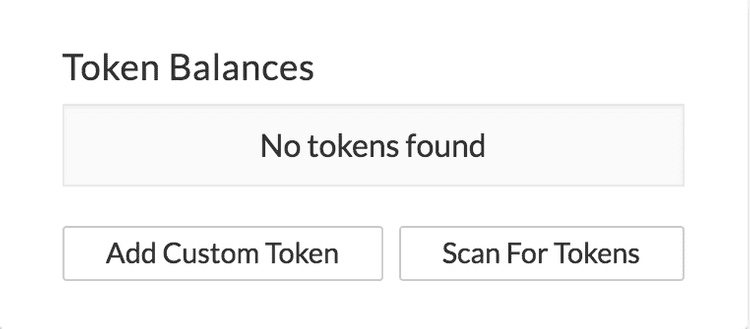 Token Balances
No tokens found
Add Custom Token
Scan For Tokens